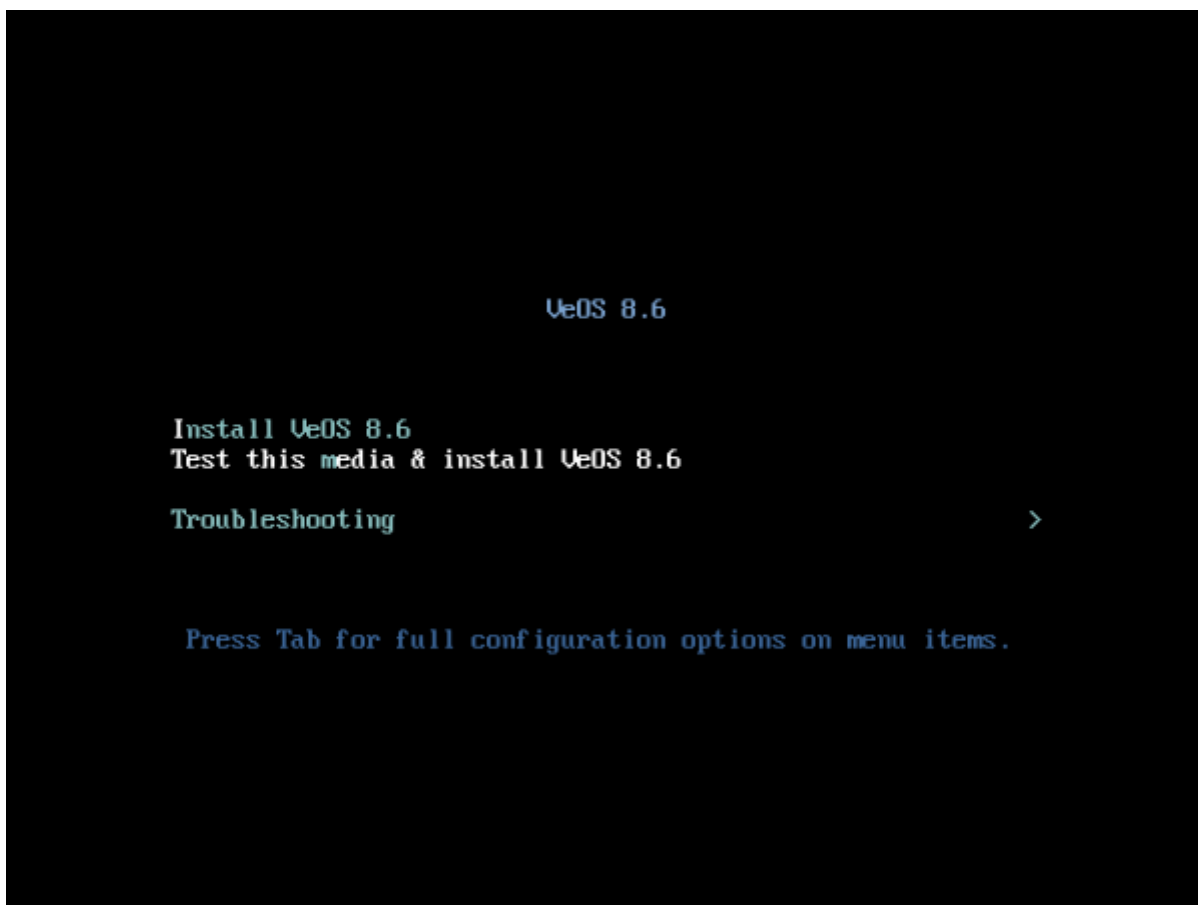 VeOS 8.6
Install VeOS 8.6
Test this media & install VeOS 8.6
Troubleshooting >
Press Tab for full configuration options on menu items.